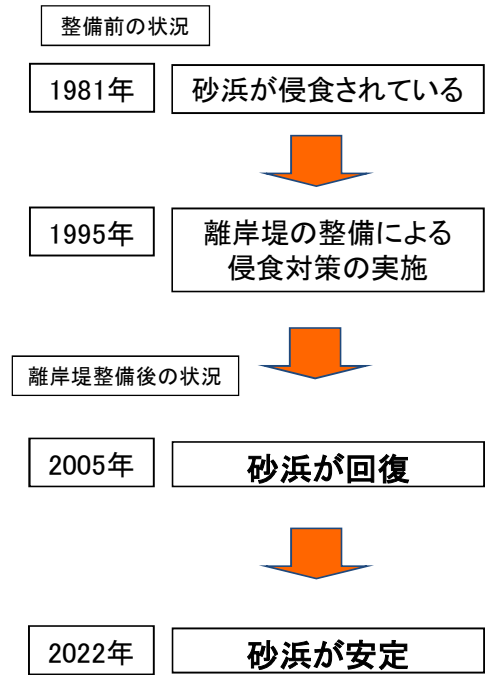 整備前の状況
1981年
砂浜が侵食されている
1995年
離岸堤の整備による
侵食対策の実施
離岸堤整備後の状況
2005年
砂浜が回復
2022年
砂浜が安定